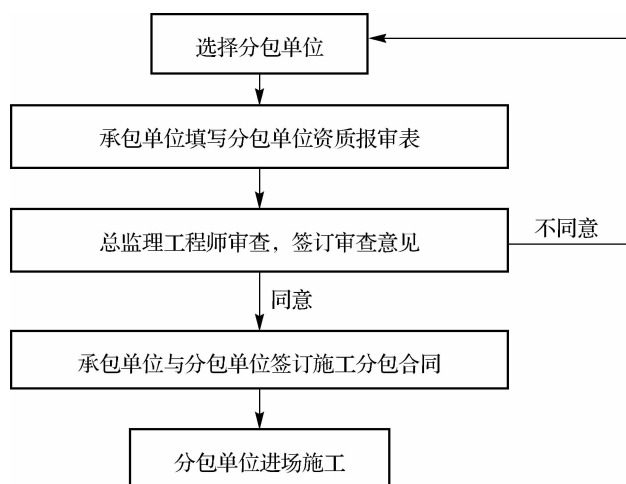 选择分包单位
承包单位填写分包单位资质报审表
总监理工程师审查，签订审查意见
不同意
同意
承包单位与分包单位签订施工分包合同
分包单位进场施工